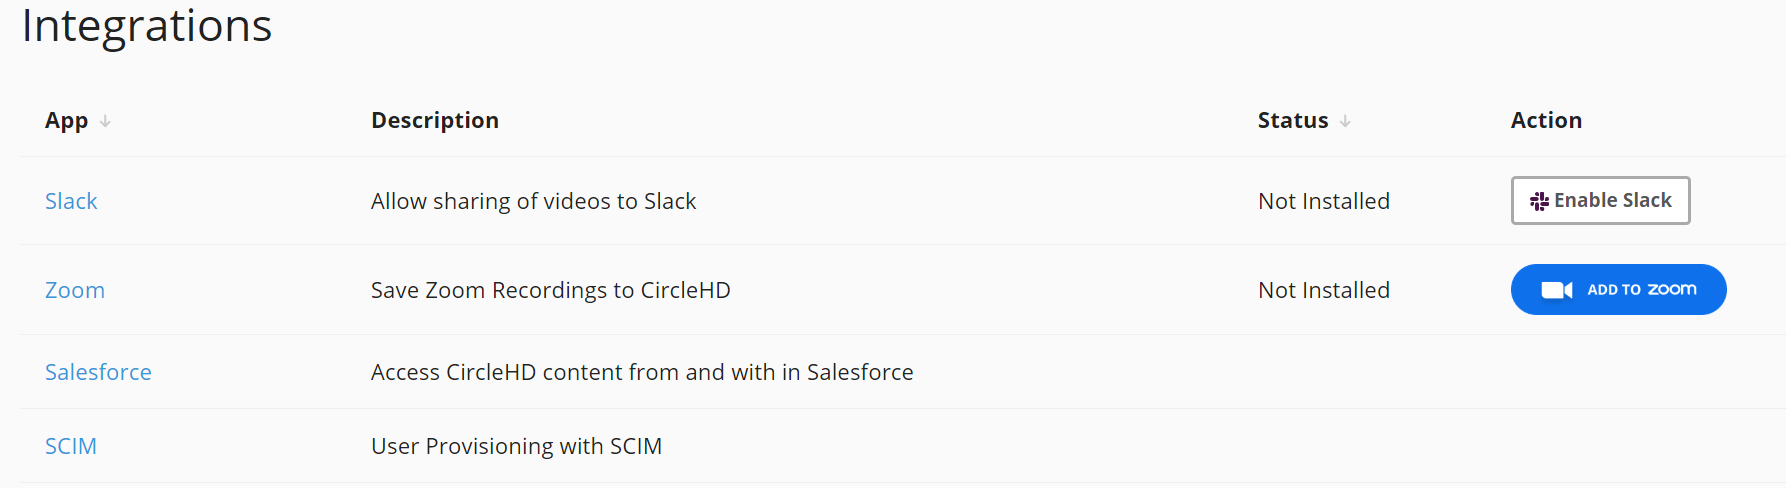 Integrations
App Description Status Action
Slack Allow sharing of videos to Slack Not Installed Enable Slack
Zoom Save Zoom Recordings to CircleHD Not Installed ADD TO zoom
Salesforce Access CircleHD content from and with in Salesforce
SCIM User Provisioning with SCIM